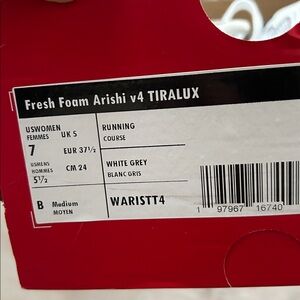 Fresh Foam Arishi v4 TIRALUX
USWOMEN
FEMMES
7
UK 5
EUR 37½
USMENS
HOMMES
5½
CM 24
B
Medium
MOYEN
RUNNING
COURSE
WHITE GREY
BLANC GRIS
WARISTT4
1 97967 16740